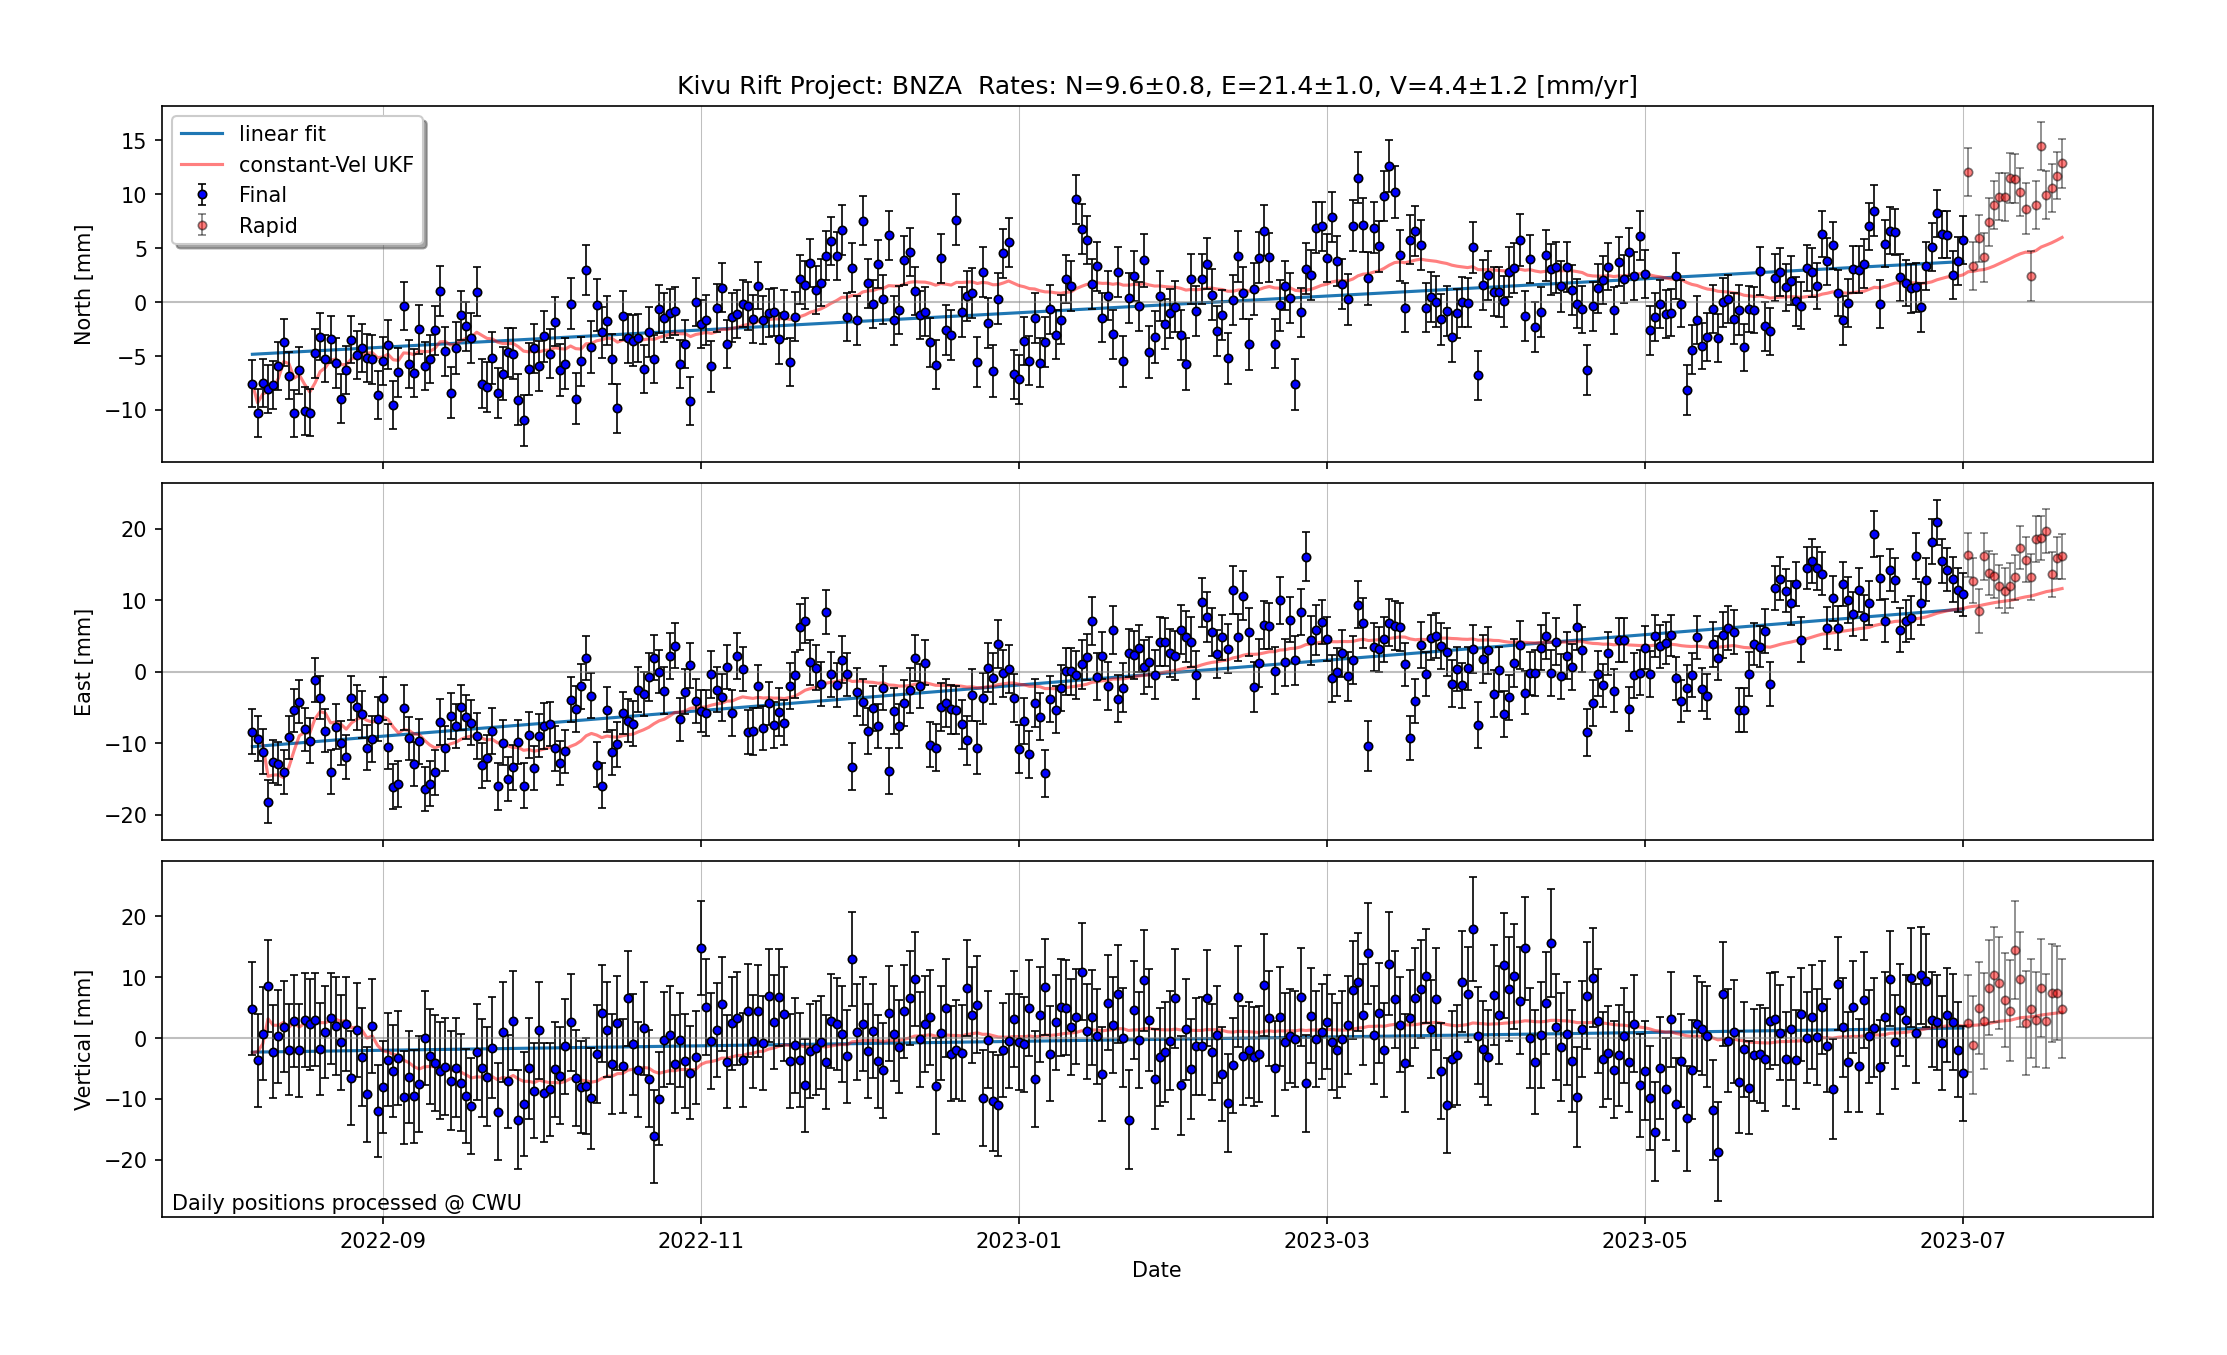 Kivu Rift Project: BNZA  Rates: N=9.6±0.8, E=21.4±1.0, V=4.4±1.2 [mm/yr]
linear fit
constant-Vel UKF
Final
Rapid
North [mm]
15
10
5
0
−5
−10
East [mm]
20
10
0
−10
−20
Vertical [mm]
20
10
0
−10
−20
Daily positions processed @ CWU
2022-09 2022-11 2023-01 2023-03 2023-05 2023-07
Date